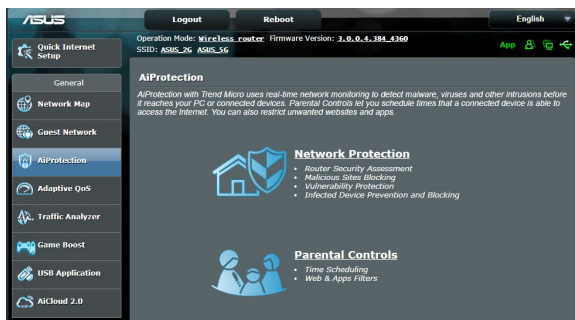 ASUS
Logout
Reboot
English
Quick Internet
Setup
Operation Mode: Wireless router Firmware Version: 3.0.0.4.384_4360
SSID: ASUS_2G ASUS_5G
App
General
Network Map
Guest Network
AiProtection
Adaptive QoS
Traffic Analyzer
Game Boost
USB Application
AiCloud 2.0
AiProtection
AiProtection with Trend Micro uses real-time network monitoring to detect malware, viruses and other intrusions before
it reaches your PC or connected devices. Parental Controls let you schedule times that a connected device is able to
access the Internet. You can also restrict unwanted websites and apps.
Network Protection
• Router Security Assessment
• Malicious Sites Blocking
• Vulnerability Protection
• Infected Device Prevention and Blocking
Parental Controls
• Time Scheduling
• Web & Apps Filters